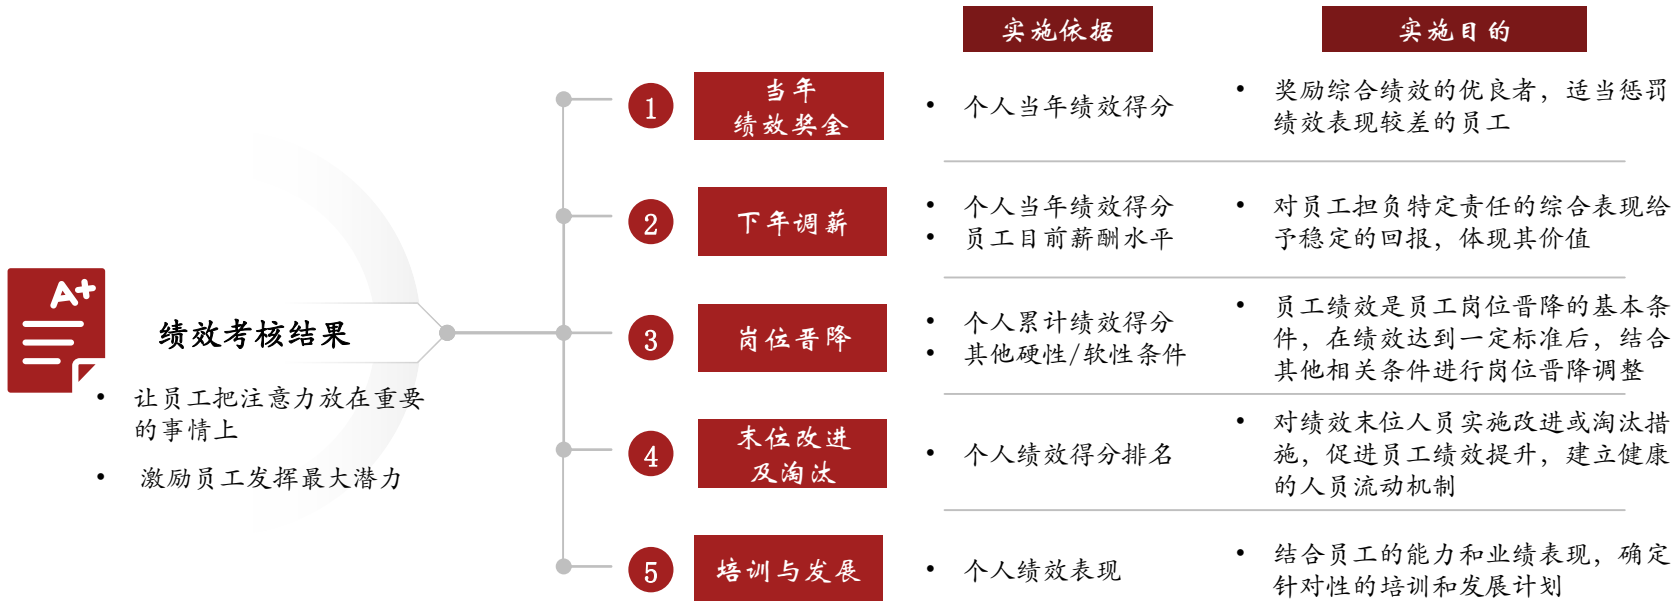 实施依据
实施目的
1
当年
绩效奖金
• 个人当年绩效得分
• 奖励综合绩效的优良者，适当惩罚
绩效表现较差的员工
2
下年调薪
• 个人当年绩效得分
• 员工目前薪酬水平
• 对员工担负特定责任的综合表现给
予稳定的回报，体现其价值
A+
绩效考核结果
• 让员工把注意力放在重要
的事情上
• 激励员工发挥最大潜力
3
岗位晋降
• 个人累计绩效得分
• 其他硬性/软性条件
• 员工绩效是员工岗位晋降的基本条
件，在绩效达到一定标准后，结合
其他相关条件进行岗位晋降调整
4
末位改进
及淘汰
• 个人绩效得分排名
• 对绩效末位人员实施改进或淘汰措
施，促进员工绩效提升，建立健康
的人员流动机制
5
培训与发展
• 个人绩效表现
• 结合员工的能力和业绩表现，确定
针对性的培训和发展计划